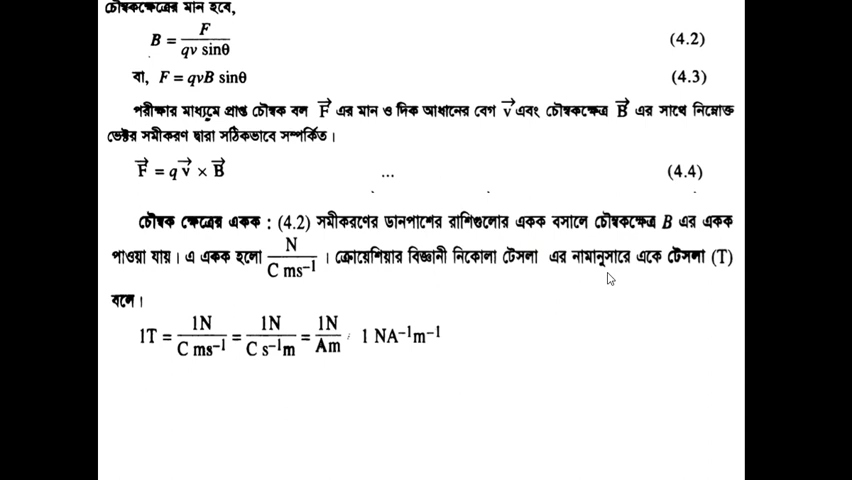 চৌম্বকক্ষেত্রের মান হবে,
B = F / qv sinθ (4.2)
বা, F = qvB sinθ (4.3)
পরীক্ষার মাধ্যমে প্রাপ্ত চৌম্বক বল F⃗ এর মান ও দিক আধানের বেগ v⃗ এবং চৌম্বকক্ষেত্র B⃗ এর সাথে নিম্নোক্ত
ভেক্টর সমীকরণ দ্বারা সঠিকভাবে সম্পর্কিত।
F⃗ = q v⃗ × B⃗ ... (4.4)
চৌম্বক ক্ষেত্রের একক : (4.2) সমীকরণের ডানপাশের রাশিগুলোর একক বসালে চৌম্বকক্ষেত্র B এর একক
পাওয়া যায়। এ একক হলো N / C ms⁻¹ । ক্রোয়েশিয়ার বিজ্ঞানী নিকোলা টেসলা এর নামানুসারে একে টেসলা (T)
বলে।
1T = 1N / C ms⁻¹ = 1N / C s⁻¹m = 1N / Am 1 NA⁻¹m⁻¹